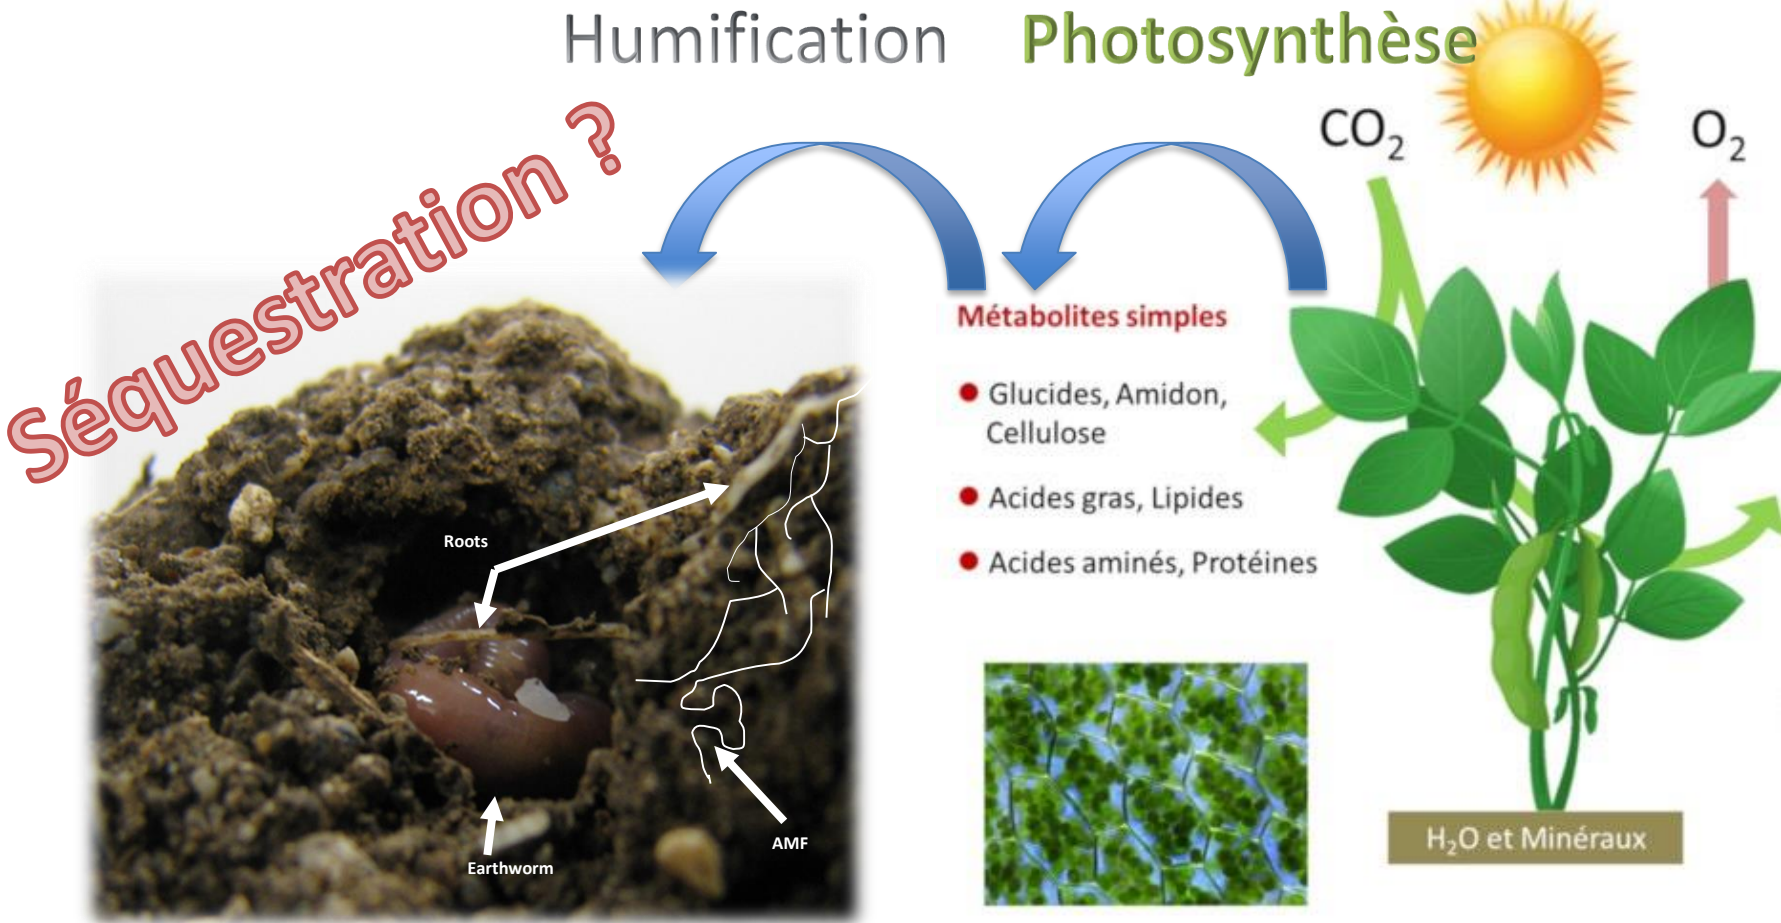 Humification
Photosynthèse
Séquestration ?
CO₂
O₂
Métabolites simples
Glucides, Amidon,
Cellulose
Acides gras, Lipides
Acides aminés, Protéines
Roots
AMF
Earthworm
H₂O et Minéraux